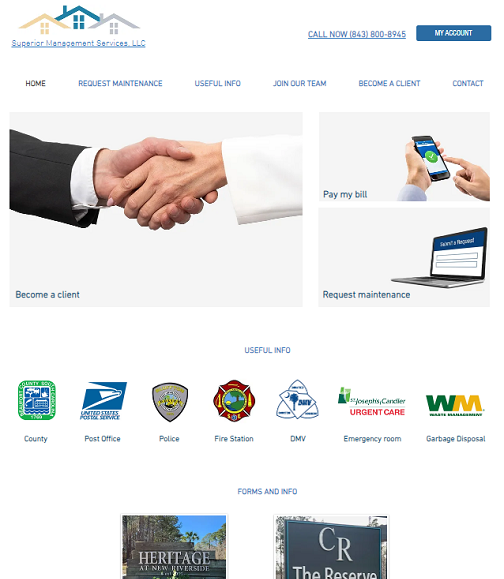 Superior Management Services, LLC
CALL NOW (843) 800-8945
MY ACCOUNT
HOME
REQUEST MAINTENANCE
USEFUL INFO
JOIN OUR TEAM
BECOME A CLIENT
CONTACT
Become a client
Pay my bill
Submit a Request
Request maintenance
USEFUL INFO
1769
UNITED STATES
POSTAL SERVICE
DMV
St. Joseph's/Candler
URGENT CARE
WM
WASTE MANAGEMENT
County
Post Office
Police
Fire Station
DMV
Emergency room
Garbage Disposal
FORMS AND INFO
HERITAGE
AT NEW RIVERSIDE
CR
The Reserve